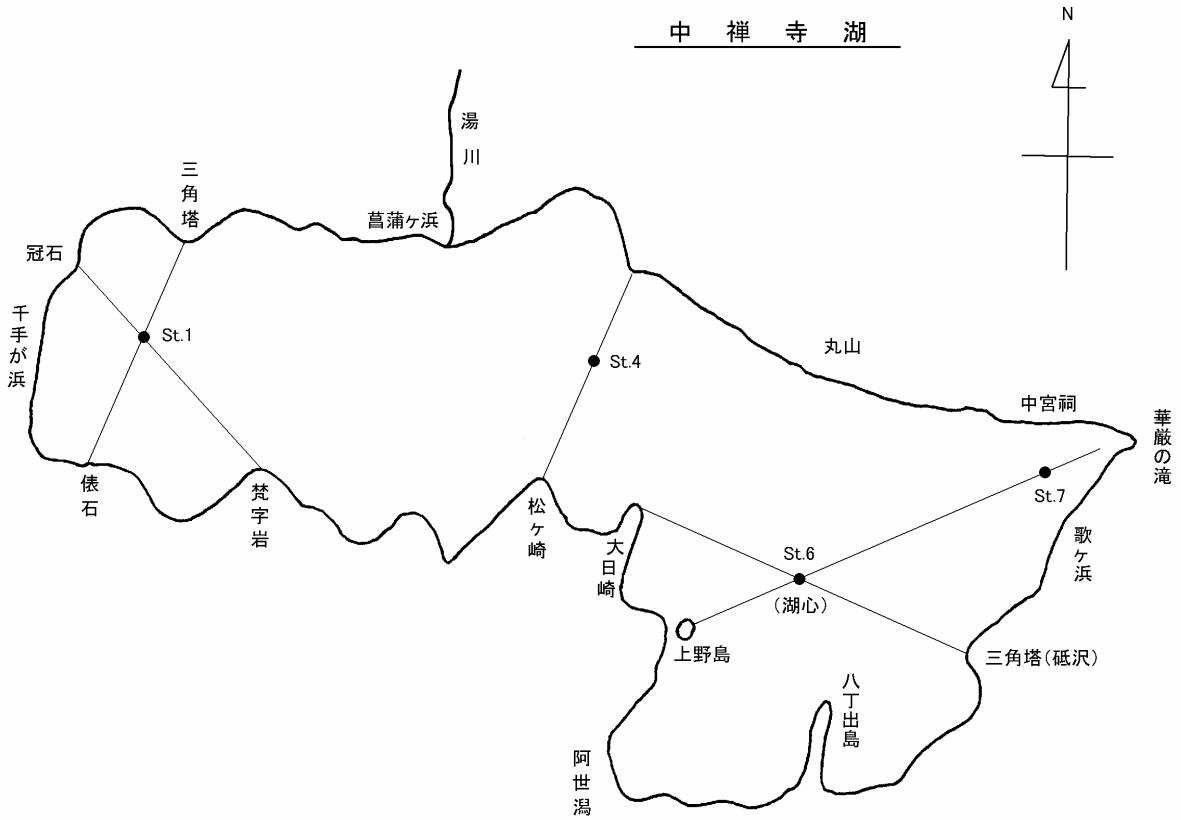 中禅寺湖
N
湯川
三角塔
菖蒲ヶ浜
冠石
千手が浜
St.1
St.4
丸山
中宮祠
華厳の滝
俵石
梵字岩
松ヶ崎
大日崎
St.7
歌ヶ浜
St.6
(湖心)
上野島
三角塔(砥沢)
八丁出島
阿世潟